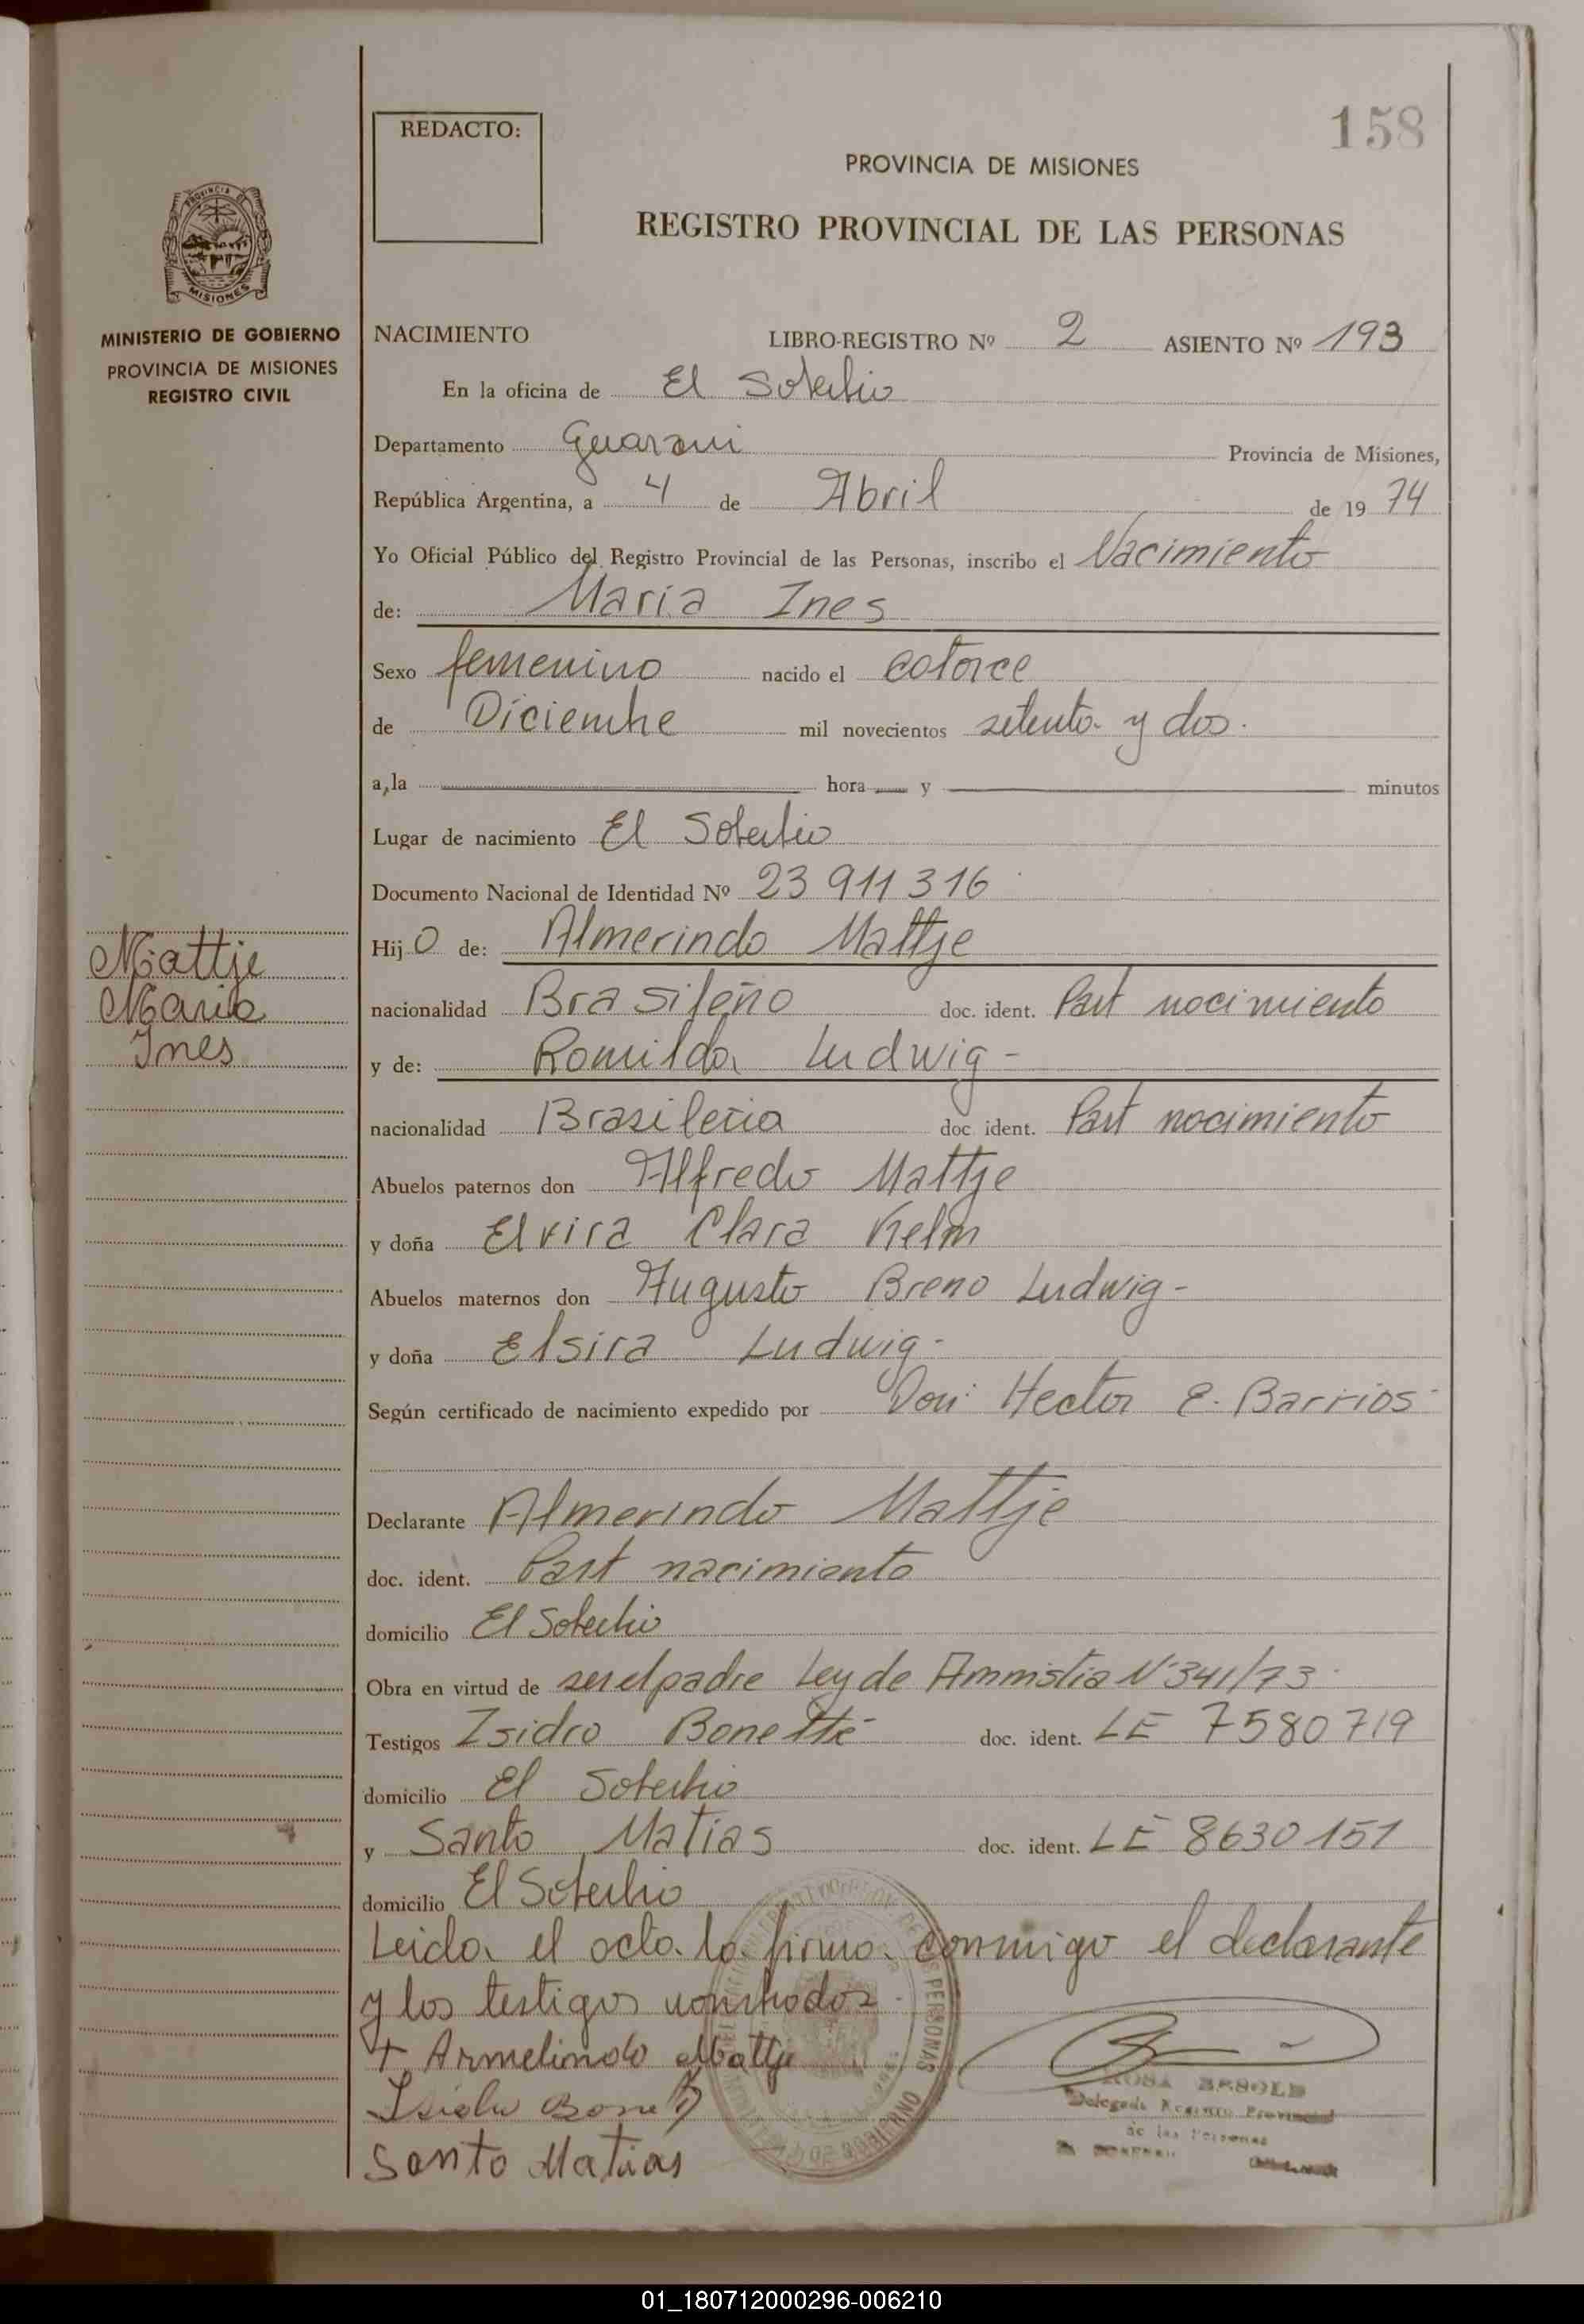 158
REDACTO:
PROVINCIA DE MISIONES
REGISTRO PROVINCIAL DE LAS PERSONAS
PROVINCIA
MISIONES
MINISTERIO DE GOBIERNO
PROVINCIA DE MISIONES
REGISTRO CIVIL
NACIMIENTO LIBRO-REGISTRO Nº 2 ASIENTO Nº 193
En la oficina de El Soberbio
Departamento Guarani Provincia de Misiones,
República Argentina, a 4 de Abril de 19 74
Yo Oficial Público del Registro Provincial de las Personas, inscribo el Nacimiento
de: Maria Ines
Sexo femenino nacido el catorce
de Diciembre mil novecientos setenta y dos.
a la hora y minutos
Lugar de nacimiento El Soberbio
Documento Nacional de Identidad Nº 23 911 316
Mattje
Maria
Ines
Hijo de: Almerindo Mattje
nacionalidad Brasileño doc. ident. Part nacimiento
y de: Romilda Ludwig -
nacionalidad Brasileña doc. ident. Part nacimiento
Abuelos paternos don Alfredo Mattje
y doña Elvira Clara Kelm
Abuelos maternos don Augusto Breno Ludwig -
y doña Elsira Ludwig -
Según certificado de nacimiento expedido por Don: Hector E. Barrios -
Declarante Almerindo Mattje
doc. ident. Part nacimiento
domicilio El Soberbio
Obra en virtud de ser el padre Ley de Ammistia Nº 341/73
Testigos Isidro Bonetté doc. ident. LE 7580719
domicilio El Soberbio
y Santo Matias doc. ident. LE 8630151
domicilio El Soberbio
Leida el acta la firma conmigo el declarante
y los testigos nombrados.
+ Armelindo Mattje
Santo Matias
ROSA BESOLD
Delegada Registro Provincial
de las Personas
01_180712000296-006210